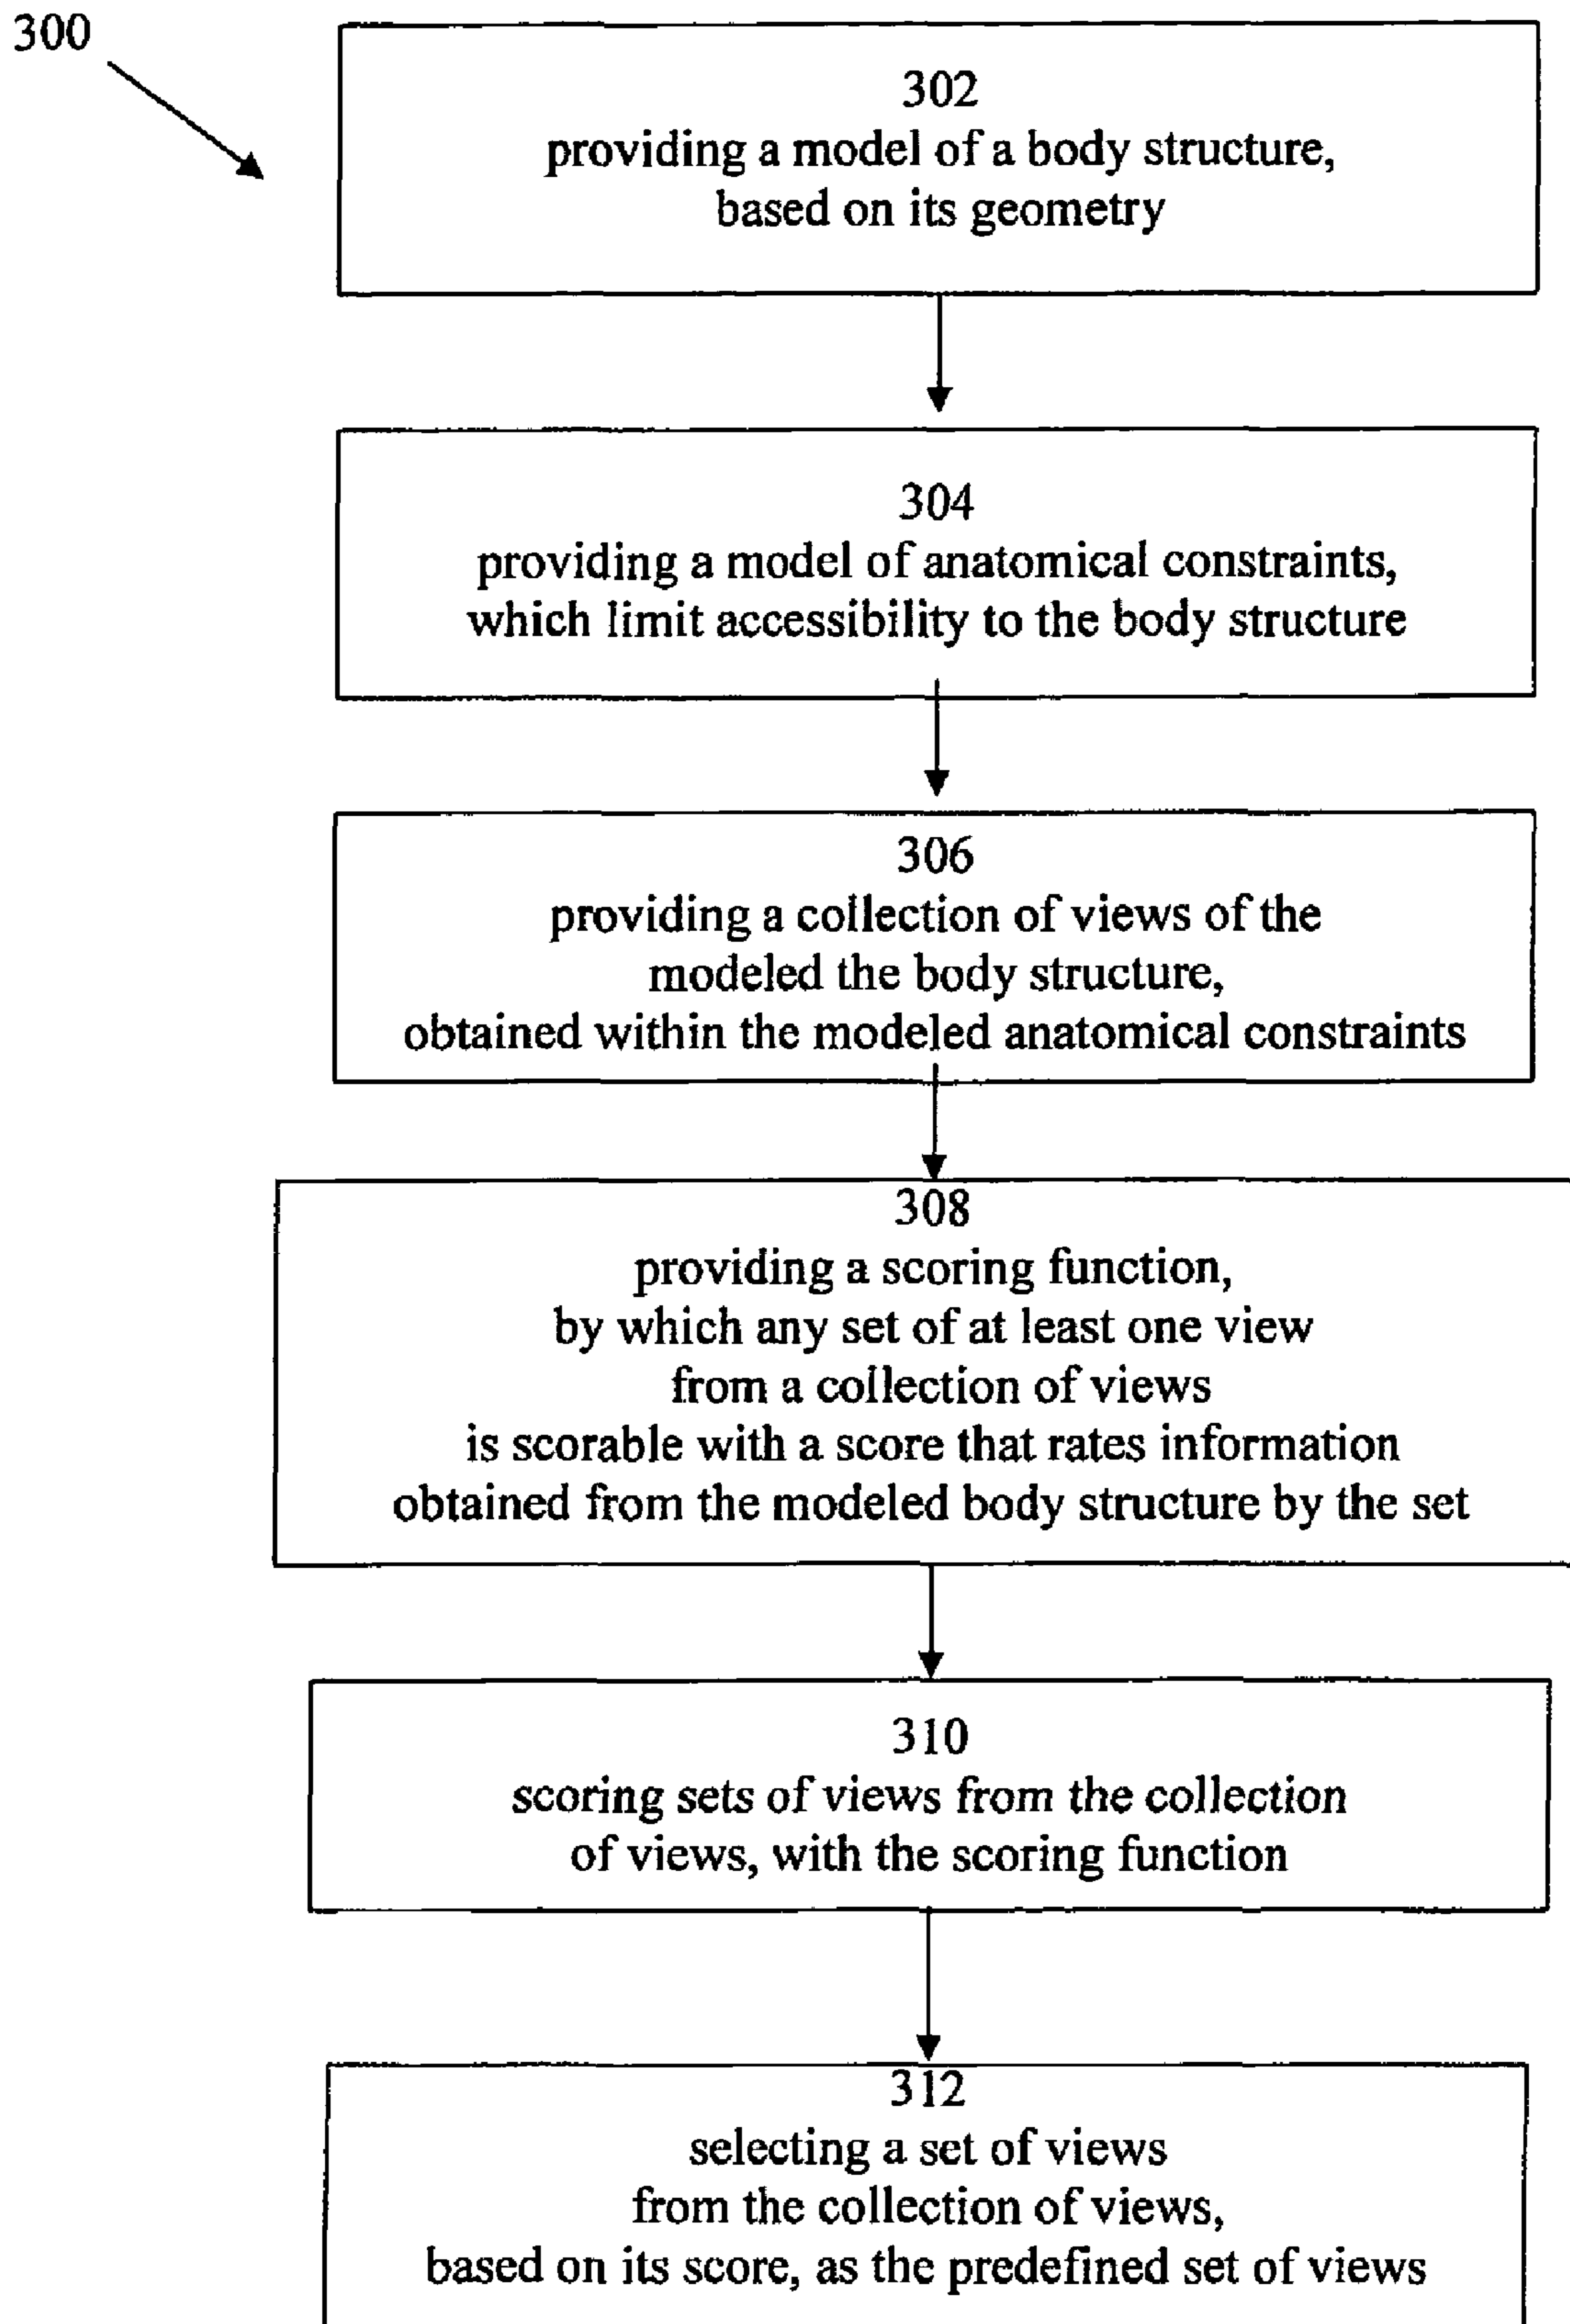 300
302
providing a model of a body structure,
based on its geometry
304
providing a model of anatomical constraints,
which limit accessibility to the body structure
306
providing a collection of views of the
modeled the body structure,
obtained within the modeled anatomical constraints
308
providing a scoring function,
by which any set of at least one view
from a collection of views
is scorable with a score that rates information
obtained from the modeled body structure by the set
310
scoring sets of views from the collection
of views, with the scoring function
312
selecting a set of views
from the collection of views,
based on its score, as the predefined set of views